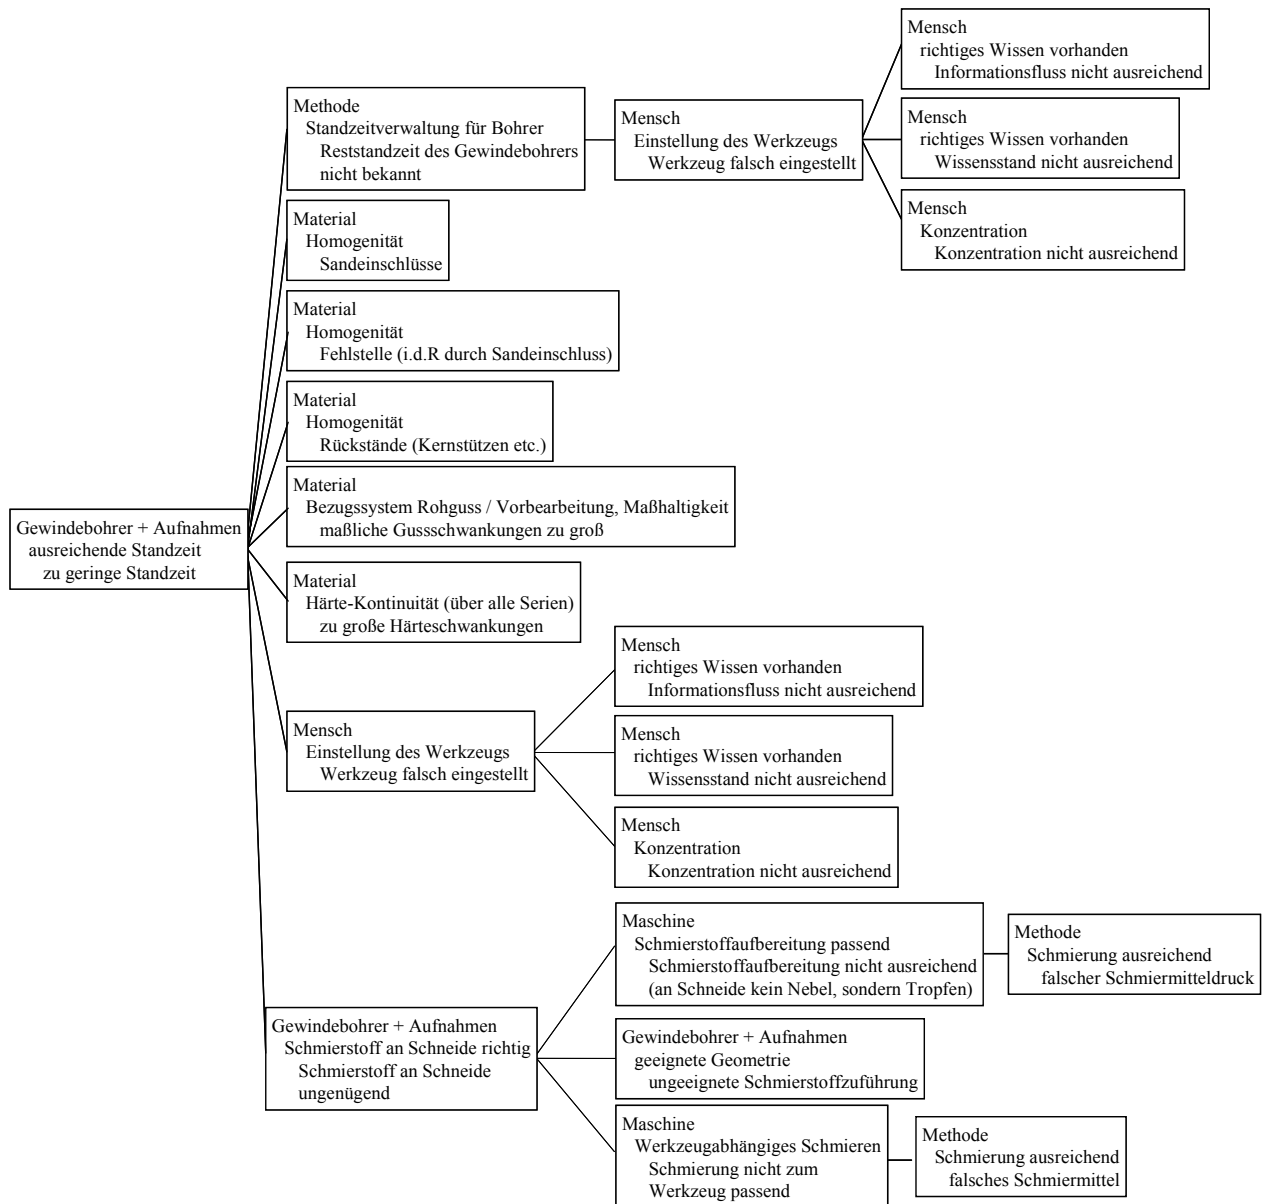 Gewindebohrer + Aufnahmen
ausreichende Standzeit
zu geringe Standzeit
Methode
Standzeitverwaltung für Bohrer
Reststandzeit des Gewindebohrers
nicht bekannt
Mensch
Einstellung des Werkzeugs
Werkzeug falsch eingestellt
Mensch
richtiges Wissen vorhanden
Informationsfluss nicht ausreichend
Mensch
richtiges Wissen vorhanden
Wissensstand nicht ausreichend
Mensch
Konzentration
Konzentration nicht ausreichend
Material
Homogenität
Sandeinschlüsse
Material
Homogenität
Fehlstelle (i.d.R durch Sandeinschluss)
Material
Homogenität
Rückstände (Kernstützen etc.)
Material
Bezugssystem Rohguss / Vorbearbeitung, Maßhaltigkeit
maßliche Gussschwankungen zu groß
Material
Härte-Kontinuität (über alle Serien)
zu große Härteschwankungen
Mensch
Einstellung des Werkzeugs
Werkzeug falsch eingestellt
Mensch
richtiges Wissen vorhanden
Informationsfluss nicht ausreichend
Mensch
richtiges Wissen vorhanden
Wissensstand nicht ausreichend
Mensch
Konzentration
Konzentration nicht ausreichend
Gewindebohrer + Aufnahmen
Schmierstoff an Schneide richtig
Schmierstoff an Schneide
ungenügend
Maschine
Schmierstoffaufbereitung passend
Schmierstoffaufbereitung nicht ausreichend
(an Schneide kein Nebel, sondern Tropfen)
Methode
Schmierung ausreichend
falscher Schmiermitteldruck
Gewindebohrer + Aufnahmen
geeignete Geometrie
ungeeignete Schmierstoffzuführung
Maschine
Werkzeugabhängiges Schmieren
Schmierung nicht zum
Werkzeug passend
Methode
Schmierung ausreichend
falsches Schmiermittel